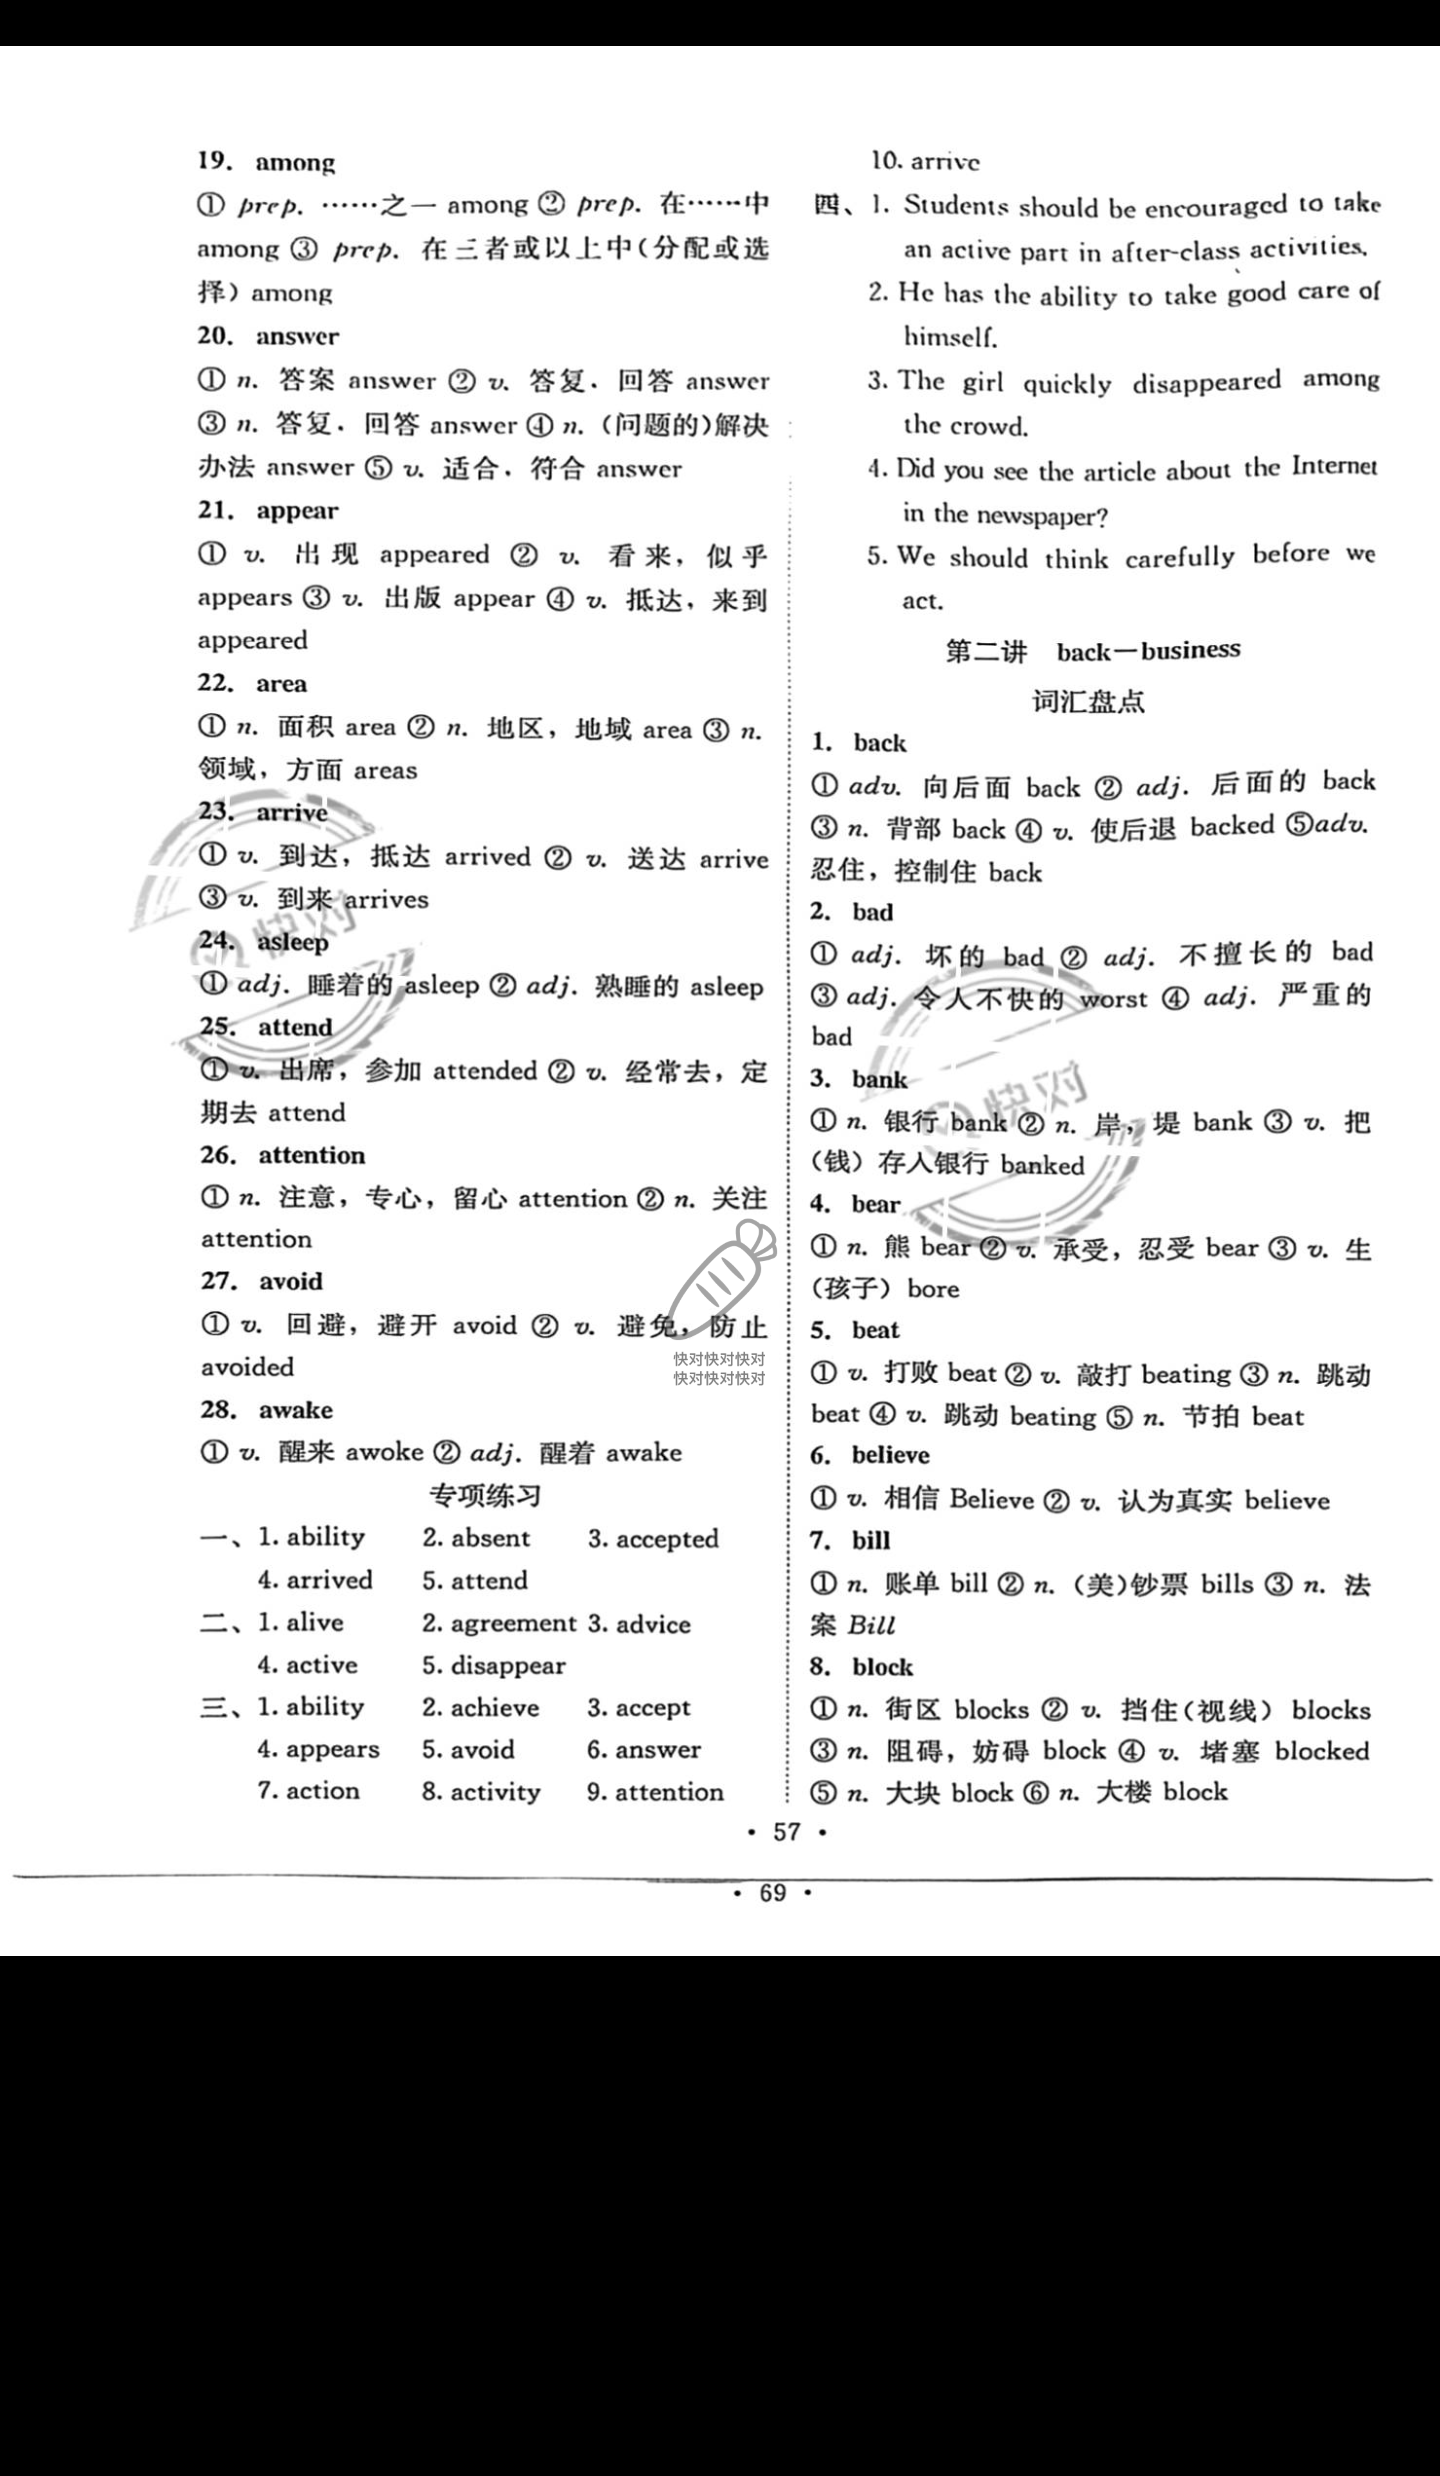 19. among
① prep. ……之一 among ② prep. 在……中
among ③ prep. 在三者或以上中(分配或选
择) among
20. answer
① n. 答案 answer ② v. 答复, 回答 answer
③ n. 答复, 回答 answer ④ n. (问题的)解决
办法 answer ⑤ v. 适合, 符合 answer
21. appear
① v. 出现 appeared ② v. 看来, 似乎
appears ③ v. 出版 appear ④ v. 抵达, 来到
appeared
22. area
① n. 面积 area ② n. 地区, 地域 area ③ n.
领域, 方面 areas
23. arrive
① v. 到达, 抵达 arrived ② v. 送达 arrive
③ v. 到来 arrives
24. asleep
① adj. 睡着的 asleep ② adj. 熟睡的 asleep
25. attend
① v. 出席, 参加 attended ② v. 经常去, 定
期去 attend
26. attention
① n. 注意, 专心, 留心 attention ② n. 关注
attention
27. avoid
① v. 回避, 避开 avoid ② v. 避免, 防止
avoided
28. awake
① v. 醒来 awoke ② adj. 醒着 awake
专项练习
一、1. ability 2. absent 3. accepted
4. arrived 5. attend
二、1. alive 2. agreement 3. advice
4. active 5. disappear
三、1. ability 2. achieve 3. accept
4. appears 5. avoid 6. answer
7. action 8. activity 9. attention
10. arrive
四、1. Students should be encouraged to take
an active part in after-class activities.
2. He has the ability to take good care of
himself.
3. The girl quickly disappeared among
the crowd.
4. Did you see the article about the Internet
in the newspaper?
5. We should think carefully before we
act.
第二讲 back—business
词汇盘点
1. back
① adv. 向后面 back ② adj. 后面的 back
③ n. 背部 back ④ v. 使后退 backed ⑤adv.
忍住, 控制住 back
2. bad
① adj. 坏的 bad ② adj. 不擅长的 bad
③ adj. 令人不快的 worst ④ adj. 严重的
bad
3. bank
① n. 银行 bank ② n. 岸, 堤 bank ③ v. 把
(钱) 存人银行 banked
4. bear
① n. 熊 bear ② v. 承受, 忍受 bear ③ v. 生
(孩子) bore
5. beat
① v. 打败 beat ② v. 敲打 beating ③ n. 跳动
beat ④ v. 跳动 beating ⑤ n. 节拍 beat
6. believe
① v. 相信 Believe ② v. 认为真实 believe
7. bill
① n. 账单 bill ② n. (美)钞票 bills ③ n. 法
案 Bill
8. block
① n. 街区 blocks ② v. 挡住(视线) blocks
③ n. 阻碍, 妨碍 block ④ v. 堵塞 blocked
⑤ n. 大块 block ⑥ n. 大楼 block
快对
快对
快对快对快对
快对快对快对
• 57 •
• 69 •